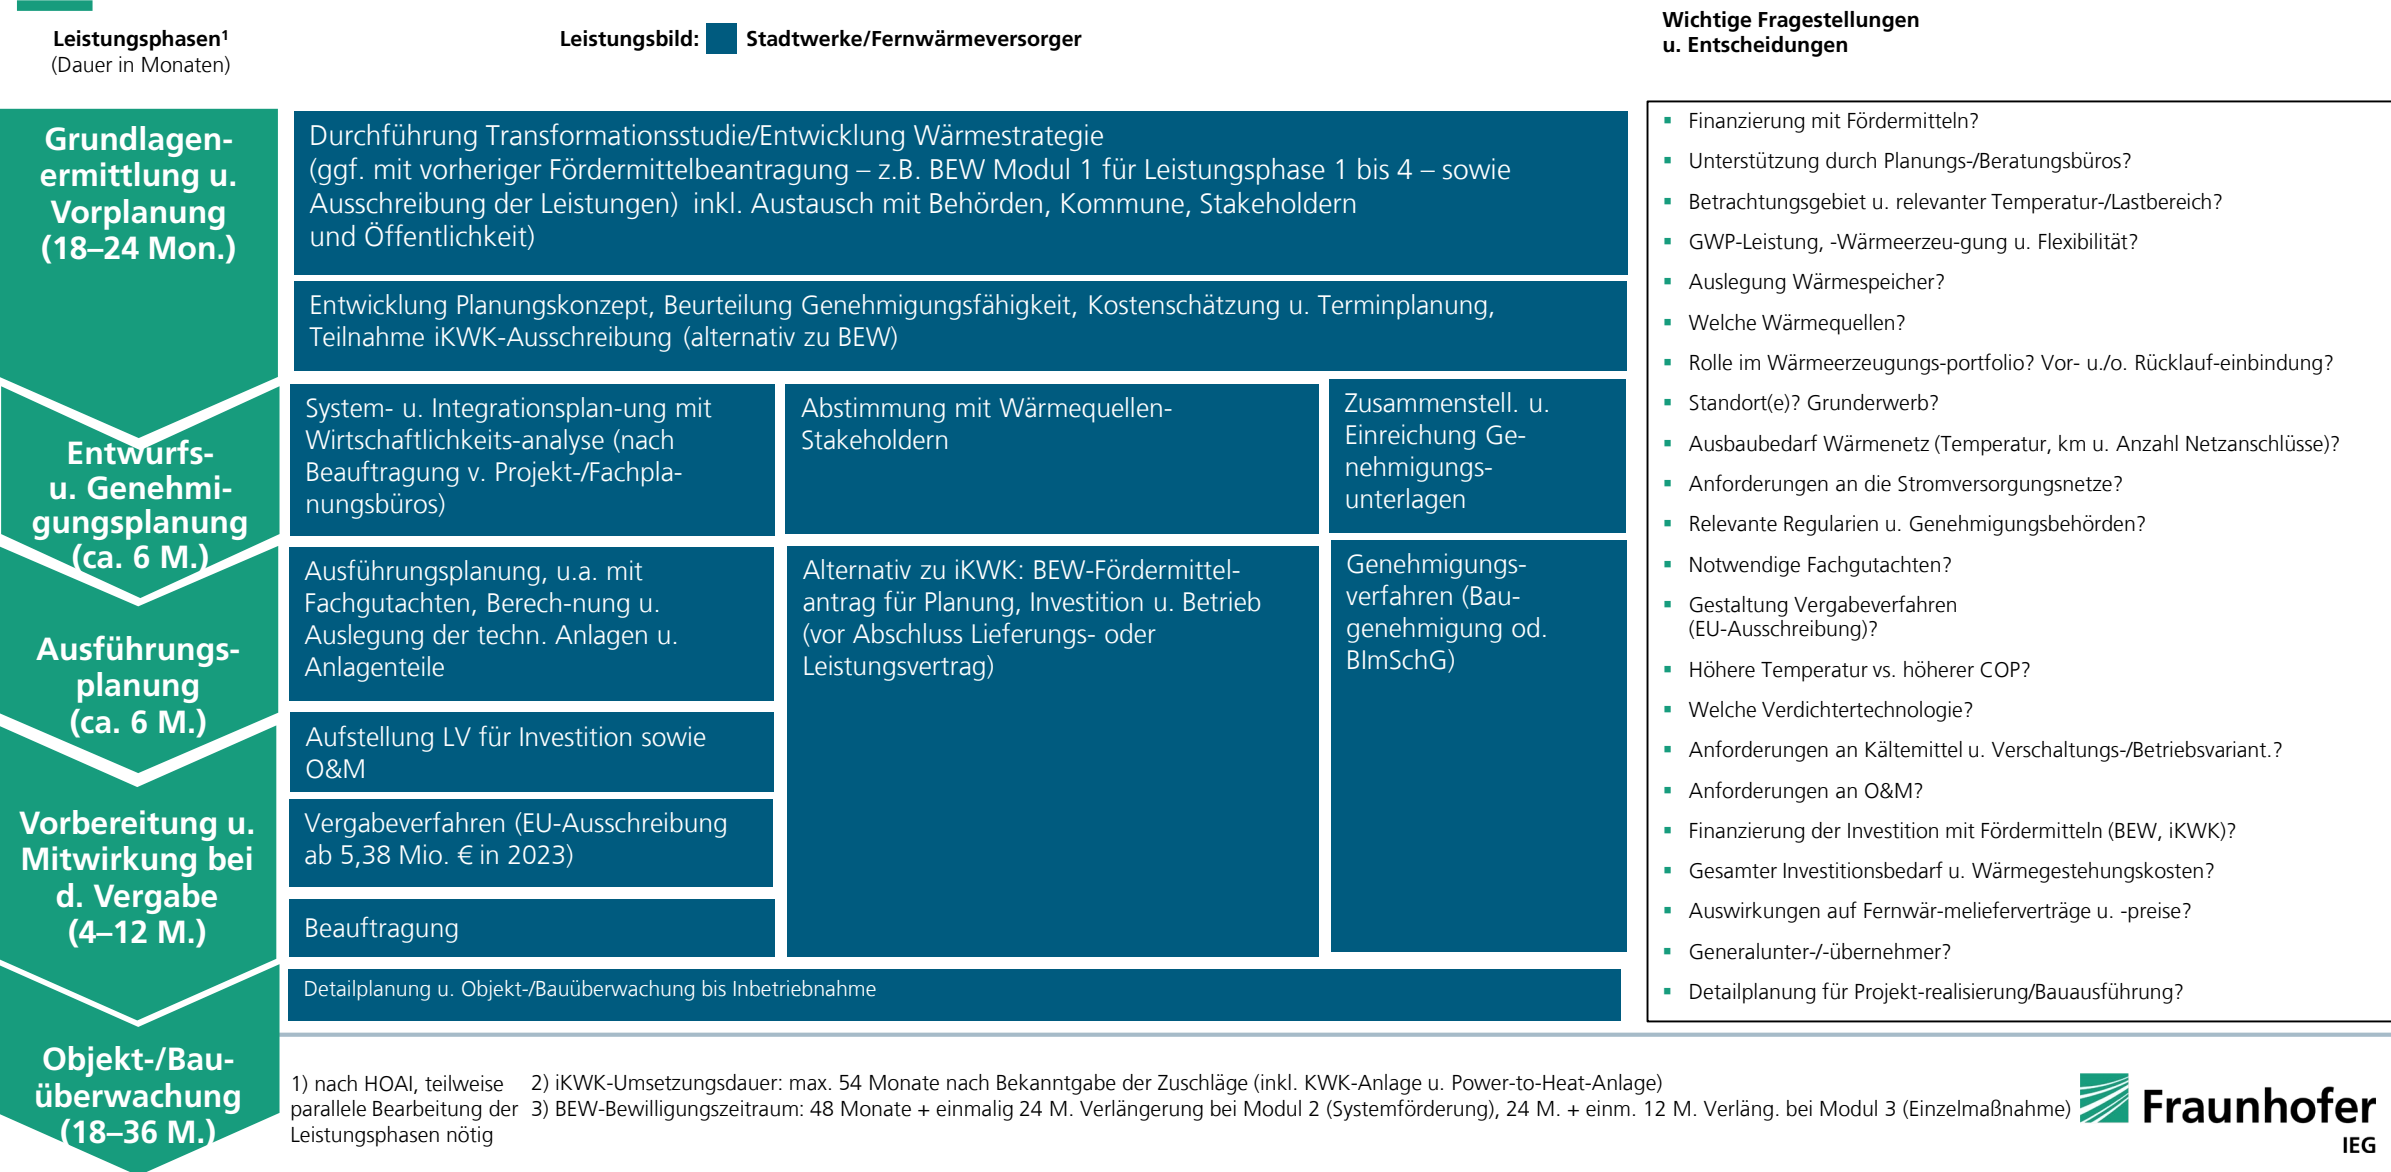 Leistungsphasen¹
(Dauer in Monaten)
Leistungsbild: Stadtwerke/Fernwärmeversorger
Wichtige Fragestellungen
u. Entscheidungen
Grundlagen-
ermittlung u.
Vorplanung
(18–24 Mon.)
Durchführung Transformationsstudie/Entwicklung Wärmestrategie
(ggf. mit vorheriger Fördermittelbeantragung – z.B. BEW Modul 1 für Leistungsphase 1 bis 4 – sowie
Ausschreibung der Leistungen) inkl. Austausch mit Behörden, Kommune, Stakeholdern
und Öffentlichkeit)
Entwicklung Planungskonzept, Beurteilung Genehmigungsfähigkeit, Kostenschätzung u. Terminplanung,
Teilnahme iKWK-Ausschreibung (alternativ zu BEW)
Entwurfs-
u. Genehmi-
gungsplanung
(ca. 6 M.)
System- u. Integrationsplan-ung mit
Wirtschaftlichkeits-analyse (nach
Beauftragung v. Projekt-/Fachpla-
nungsbüros)
Abstimmung mit Wärmequellen-
Stakeholdern
Zusammenstell. u.
Einreichung Ge-
nehmigungs-
unterlagen
Ausführungs-
planung
(ca. 6 M.)
Ausführungsplanung, u.a. mit
Fachgutachten, Berech-nung u.
Auslegung der techn. Anlagen u.
Anlagenteile
Alternativ zu iKWK: BEW-Fördermittel-
antrag für Planung, Investition u. Betrieb
(vor Abschluss Lieferungs- oder
Leistungsvertrag)
Genehmigungs-
verfahren (Bau-
genehmigung od.
BImSchG)
Vorbereitung u.
Mitwirkung bei
d. Vergabe
(4–12 M.)
Aufstellung LV für Investition sowie
O&M
Vergabeverfahren (EU-Ausschreibung
ab 5,38 Mio. € in 2023)
Beauftragung
Objekt-/Bau-
überwachung
(18–36 M.)
Detailplanung u. Objekt-/Bauüberwachung bis Inbetriebnahme
▪ Finanzierung mit Fördermitteln?
▪ Unterstützung durch Planungs-/Beratungsbüros?
▪ Betrachtungsgebiet u. relevanter Temperatur-/Lastbereich?
▪ GWP-Leistung, -Wärmeerzeu-gung u. Flexibilität?
▪ Auslegung Wärmespeicher?
▪ Welche Wärmequellen?
▪ Rolle im Wärmeerzeugungs-portfolio? Vor- u./o. Rücklauf-einbindung?
▪ Standort(e)? Grunderwerb?
▪ Ausbaubedarf Wärmenetz (Temperatur, km u. Anzahl Netzanschlüsse)?
▪ Anforderungen an die Stromversorgungsnetze?
▪ Relevante Regularien u. Genehmigungsbehörden?
▪ Notwendige Fachgutachten?
▪ Gestaltung Vergabeverfahren
(EU-Ausschreibung)?
▪ Höhere Temperatur vs. höherer COP?
▪ Welche Verdichtertechnologie?
▪ Anforderungen an Kältemittel u. Verschaltungs-/Betriebsvariant.?
▪ Anforderungen an O&M?
▪ Finanzierung der Investition mit Fördermitteln (BEW, iKWK)?
▪ Gesamter Investitionsbedarf u. Wärmegestehungskosten?
▪ Auswirkungen auf Fernwär-melieferverträge u. -preise?
▪ Generalunter-/-übernehmer?
▪ Detailplanung für Projekt-realisierung/Bauausführung?
1) nach HOAI, teilweise
parallele Bearbeitung der
Leistungsphasen nötig
2) iKWK-Umsetzungsdauer: max. 54 Monate nach Bekanntgabe der Zuschläge (inkl. KWK-Anlage u. Power-to-Heat-Anlage)
3) BEW-Bewilligungszeitraum: 48 Monate + einmalig 24 M. Verlängerung bei Modul 2 (Systemförderung), 24 M. + einm. 12 M. Verläng. bei Modul 3 (Einzelmaßnahme)
Fraunhofer
IEG